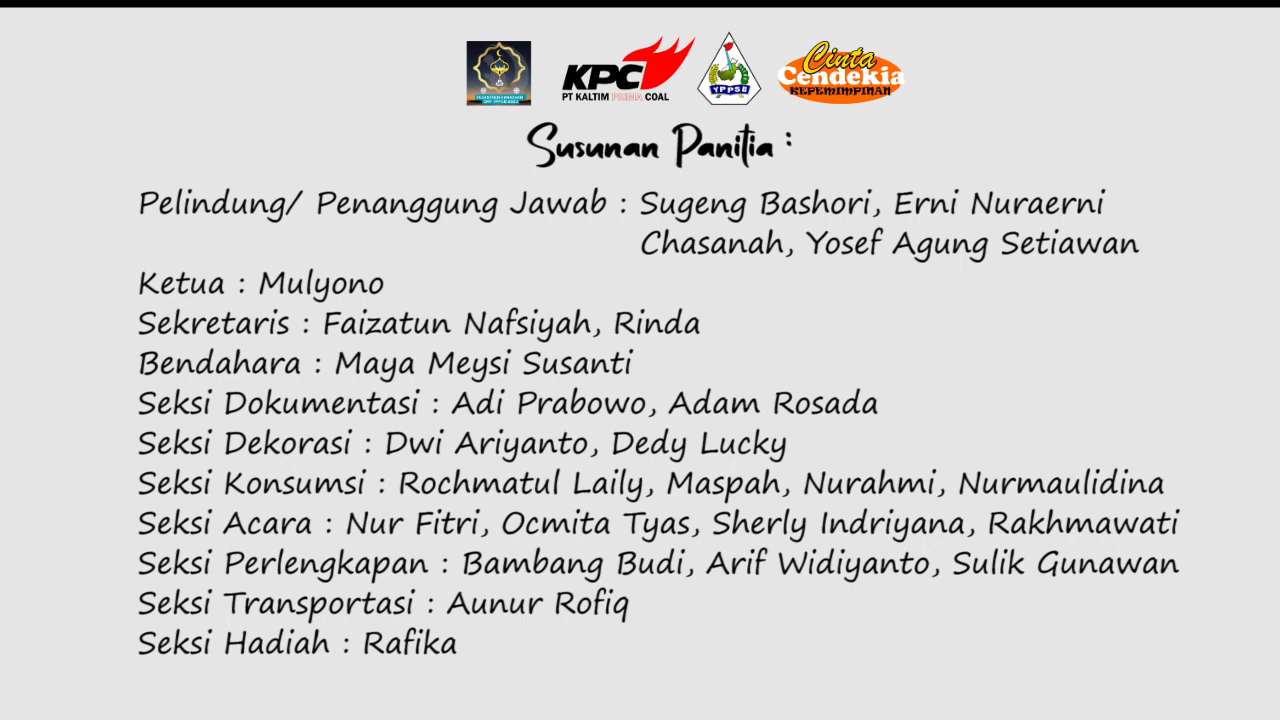 KPC
PT KALTIM PRIMA COAL
YPPSB
Cinta
Cendekia
KEPEMIMPINAN
Susunan Panitia :
Pelindung/ Penanggung Jawab : Sugeng Bashori, Erni Nuraerni
Chasanah, Yosef Agung Setiawan
Ketua : Mulyono
Sekretaris : Faizatun Nafsiyah, Rinda
Bendahara : Maya Meysi Susanti
Seksi Dokumentasi : Adi Prabowo, Adam Rosada
Seksi Dekorasi : Dwi Ariyanto, Dedy Lucky
Seksi Konsumsi : Rochmatul Laily, Maspah, Nurahmi, Nurmaulidina
Seksi Acara : Nur Fitri, Ocmita Tyas, Sherly Indriyana, Rakhmawati
Seksi Perlengkapan : Bambang Budi, Arif Widiyanto, Sulik Gunawan
Seksi Transportasi : Aunur Rofiq
Seksi Hadiah : Rafika